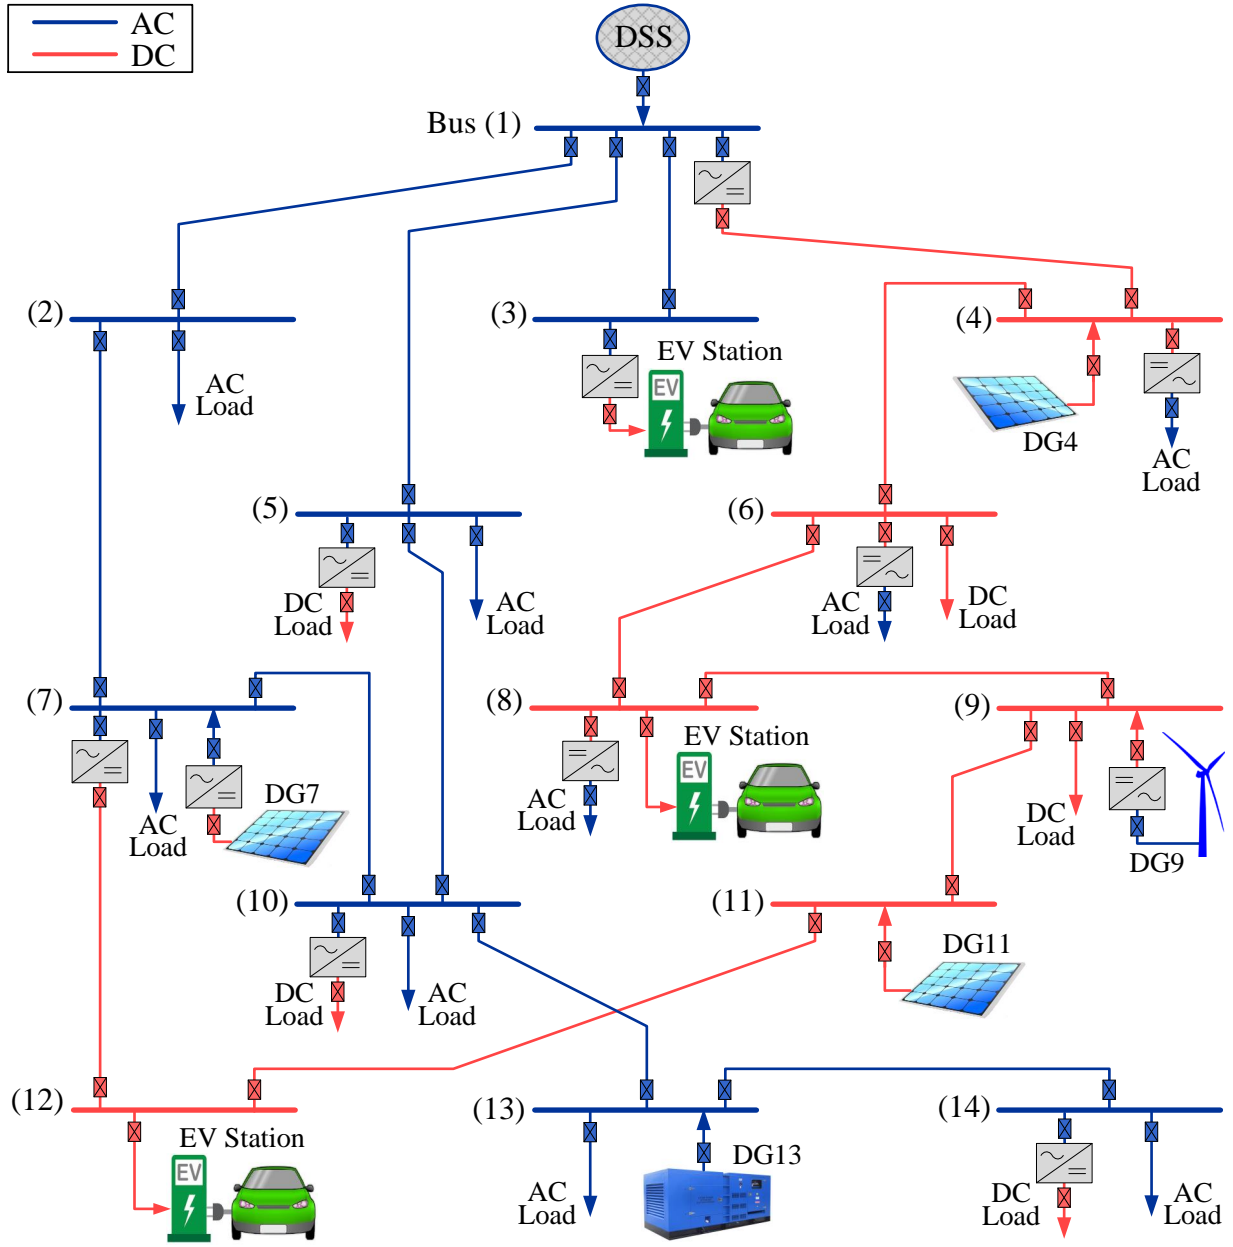 AC
DC
DSS
Bus (1)
(2)
(3)
(4)
EV Station
EV
AC
Load
DG4
AC
Load
(5)
(6)
DC
Load
AC
Load
AC
Load
DC
Load
(7)
(8)
(9)
EV Station
EV
DG7
AC
Load
AC
Load
DC
Load
DG9
(10)
(11)
DG11
DC
Load
AC
Load
(12)
(13)
(14)
EV Station
EV
DG13
AC
Load
DC
Load
AC
Load